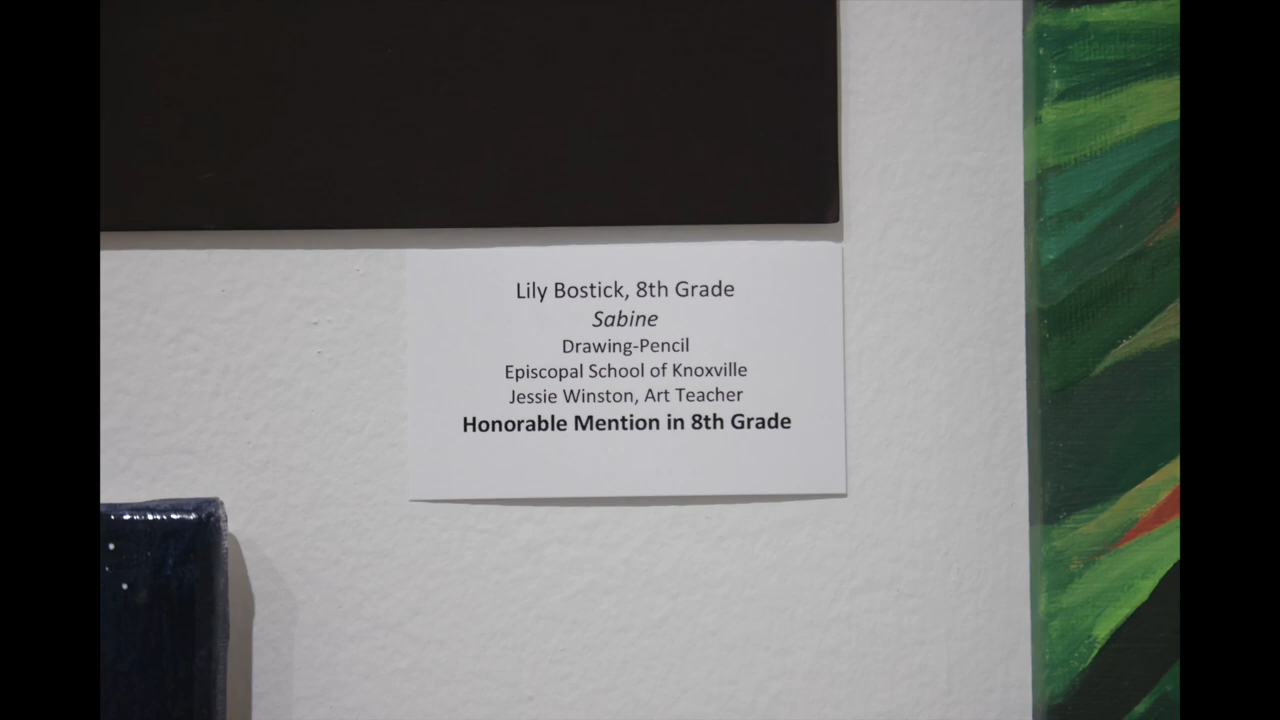 Lily Bostick, 8th Grade
Sabine
Drawing-Pencil
Episcopal School of Knoxville
Jessie Winston, Art Teacher
Honorable Mention in 8th Grade